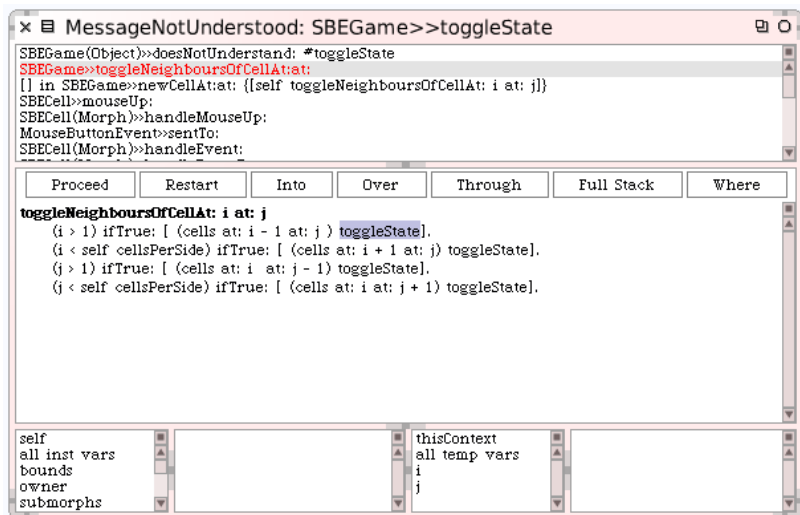 MessageNotUnderstood: SBEGame>>toggleState
SBEGame(Object)>>doesNotUnderstand: #toggleState
SBEGame>>toggleNeighboursOfCellAt:at:
[] in SBEGame>>newCellAt:at: {[self toggleNeighboursOfCellAt: i at: j]}
SBECell>>mouseUp:
SBECell(Morph)>>handleMouseUp:
MouseButtonEvent>>sentTo:
SBECell(Morph)>>handleEvent:
Proceed Restart Into Over Through Full Stack Where
toggleNeighboursOfCellAt: i at: j
(i > 1) ifTrue: [ (cells at: i - 1 at: j ) toggleState].
(i < self cellsPerSide) ifTrue: [ (cells at: i + 1 at: j) toggleState].
(j > 1) ifTrue: [ (cells at: i at: j - 1) toggleState].
(j < self cellsPerSide) ifTrue: [ (cells at: i at: j + 1) toggleState].
self
all inst vars
bounds
owner
submorphs
thisContext
all temp vars
i
j